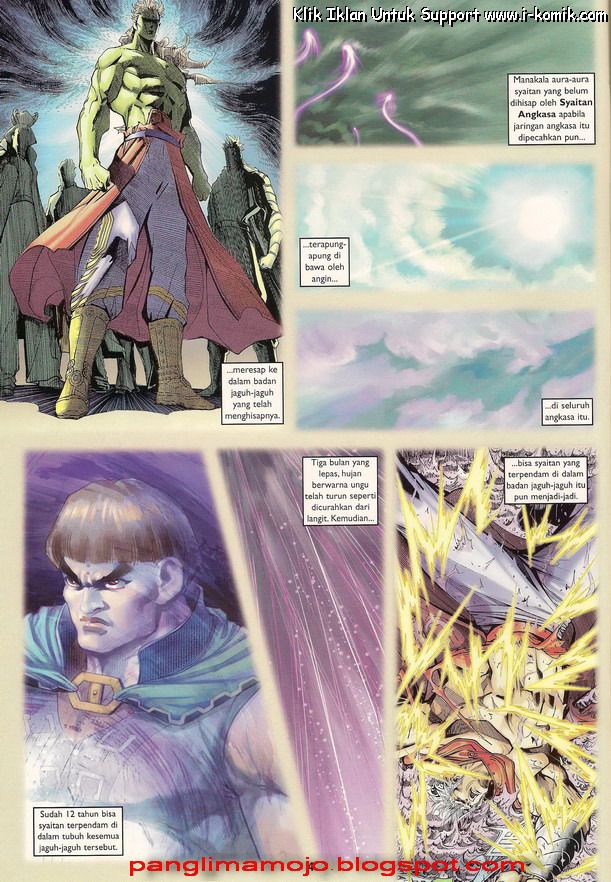 Klik Iklan Untuk Support www.i-komik.com
Manakala aura-aura
syaitan yang belum
dihisap oleh Syaitan
Angkasa apabila
jaringan angkasa itu
dipecahkan pun...
...terapung-
apung di
bawa oleh
angin...
...di seluruh
angkasa itu.
...meresap ke
dalam badan
jaguh-jaguh
yang telah
menghisapnya.
Tiga bulan yang
lepas, hujan
berwarna ungu
telah turun seperti
dicurahkan dari
langit. Kemudian...
...bisa syaitan yang
terpendam di dalam
badan jaguh-jaguh itu
pun menjadi-jadi.
Sudah 12 tahun bisa
syaitan terpendam di
dalam tubuh kesemua
jaguh-jaguh tersebut.
panglimamojo.blogspot.com